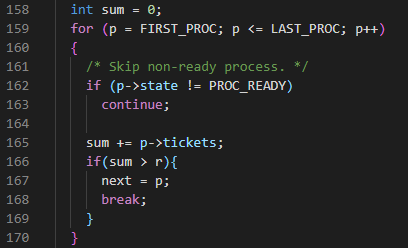 158 int sum = 0;
159 for (p = FIRST_PROC; p <= LAST_PROC; p++)
160 {
161 /* Skip non-ready process. */
162 if (p->state != PROC_READY)
163 continue;
164
165 sum += p->tickets;
166 if(sum > r){
167 next = p;
168 break;
169 }
170 }